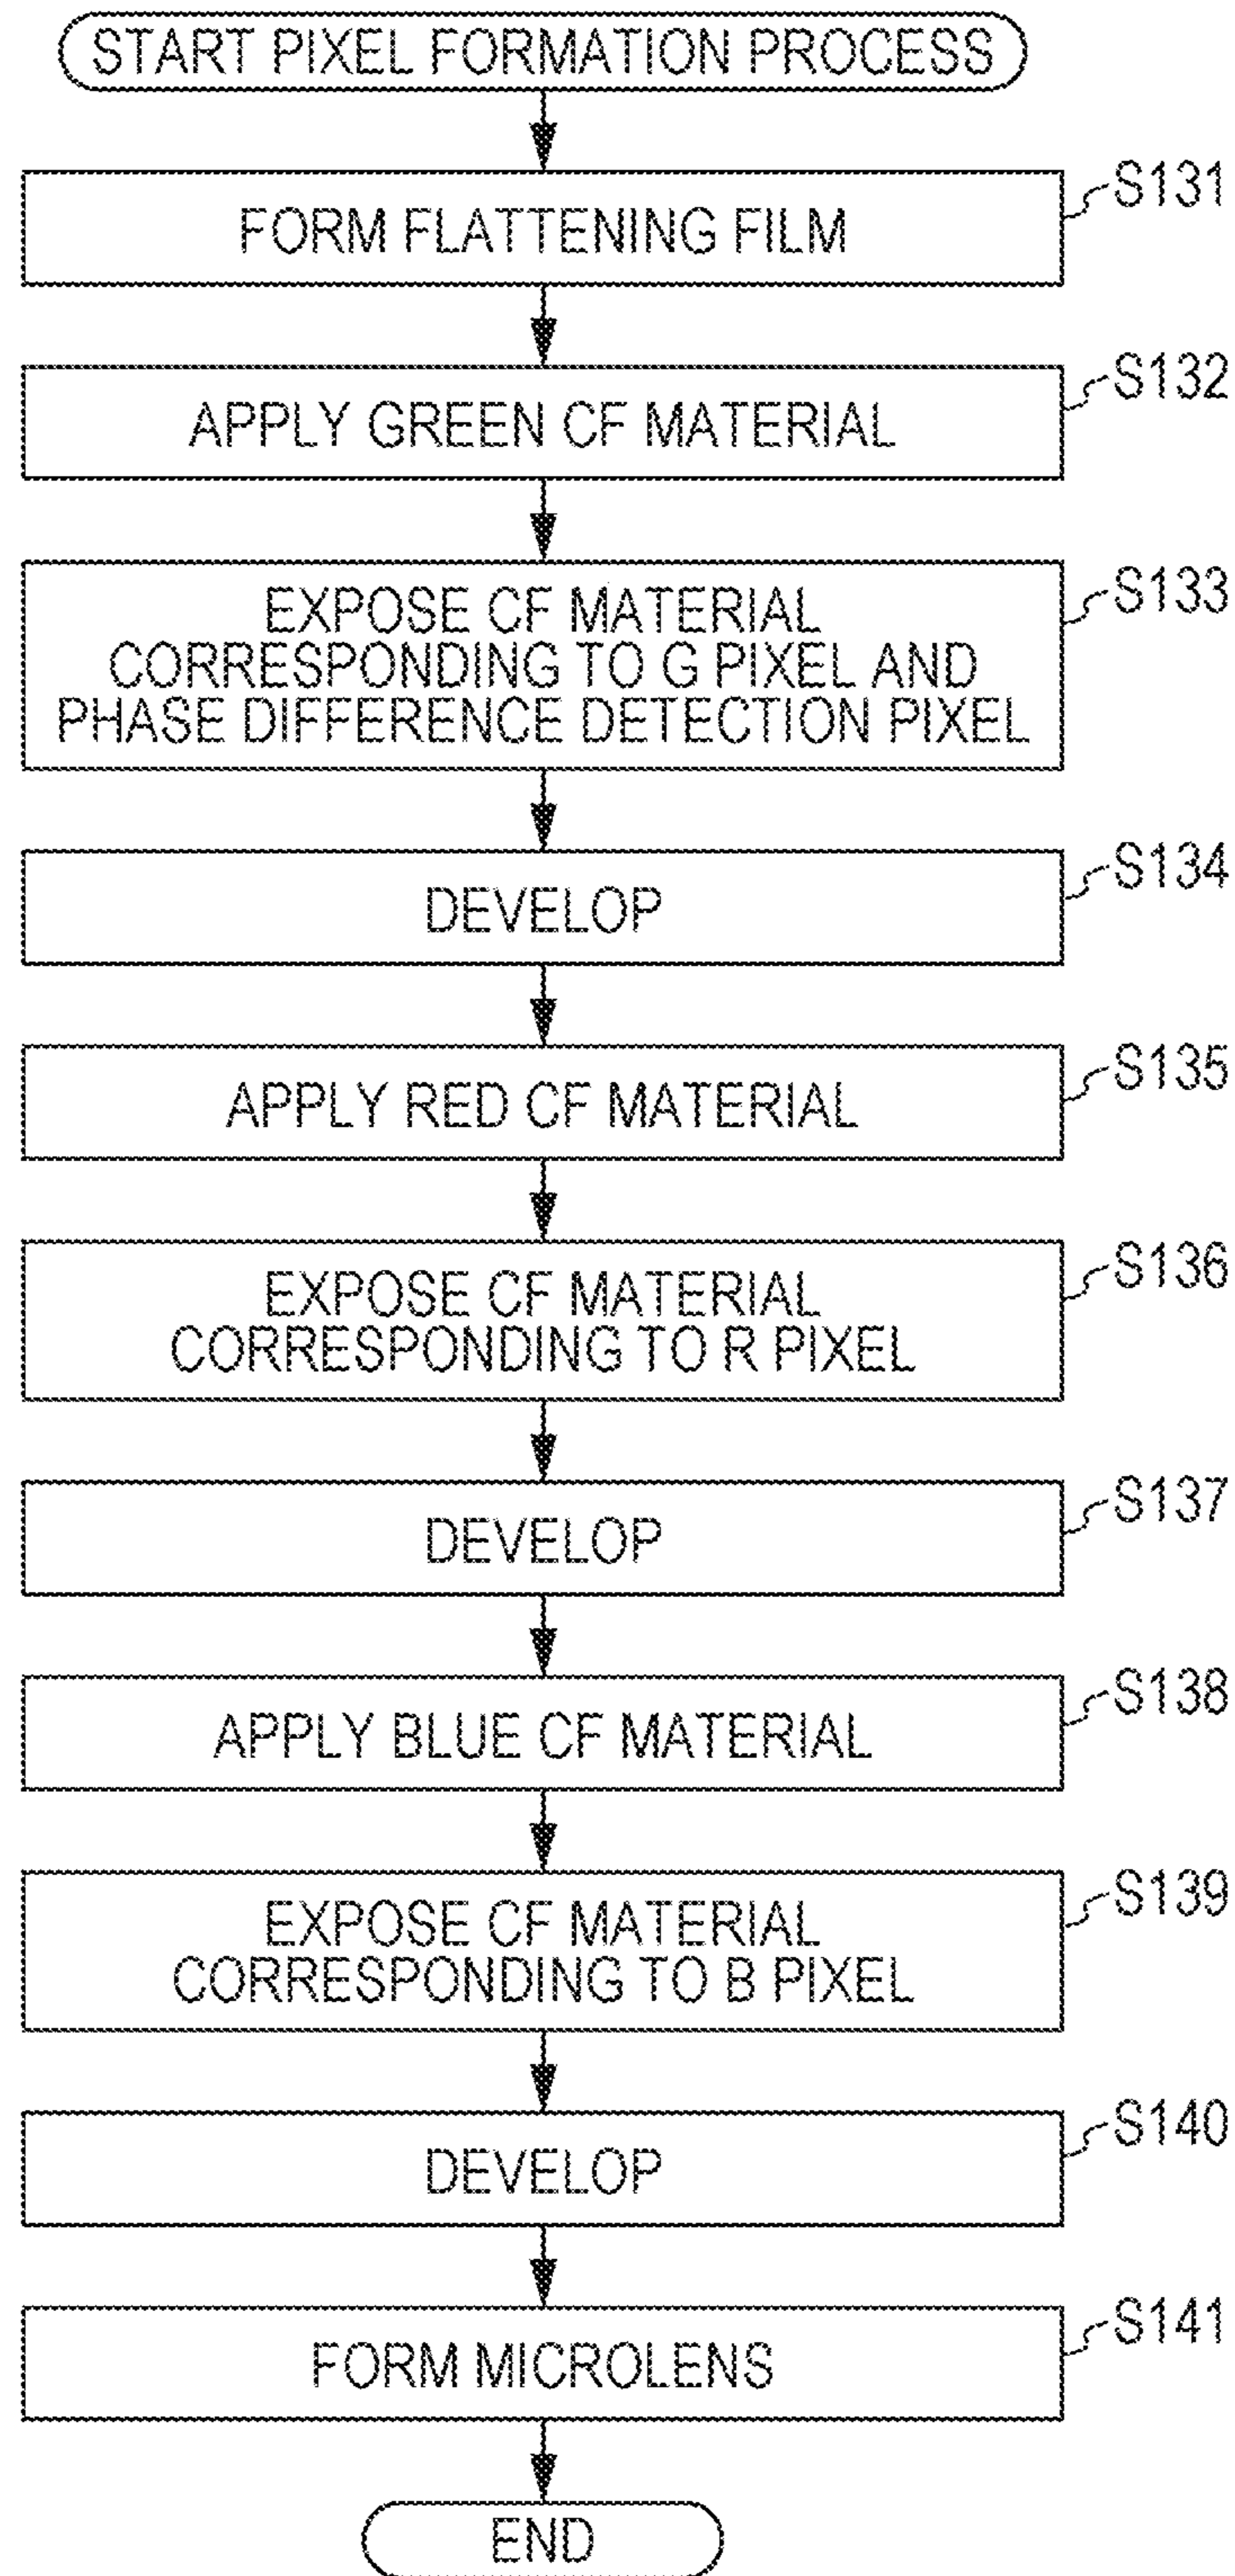 START PIXEL FORMATION PROCESS
S131
FORM FLATTENING FILM
S132
APPLY GREEN CF MATERIAL
S133
EXPOSE CF MATERIAL
CORRESPONDING TO G PIXEL AND
PHASE DIFFERENCE DETECTION PIXEL
S134
DEVELOP
S135
APPLY RED CF MATERIAL
S136
EXPOSE CF MATERIAL
CORRESPONDING TO R PIXEL
S137
DEVELOP
S138
APPLY BLUE CF MATERIAL
S139
EXPOSE CF MATERIAL
CORRESPONDING TO B PIXEL
S140
DEVELOP
S141
FORM MICROLENS
END